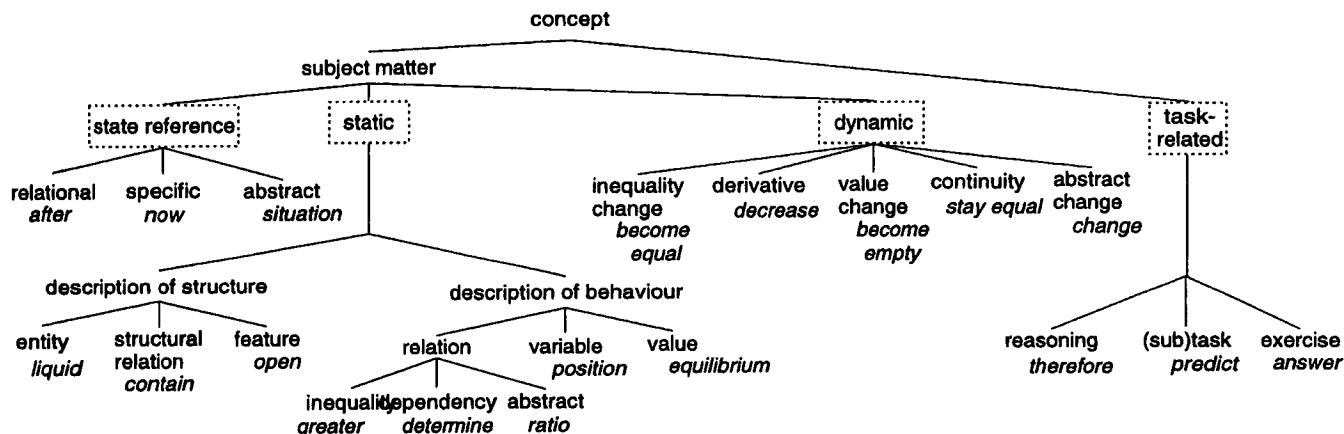 concept
subject matter
state reference
static
dynamic
task-
related
relational
after
specific
now
abstract
situation
inequality
change
become
equal
derivative
decrease
value
change
become
empty
continuity
stay equal
abstract
change
change
description of structure
description of behaviour
entity
liquid
structural
relation
contain
feature
open
relation
variable
position
value
equilibrium
reasoning
therefore
(sub)task
predict
exercise
answer
inequality
greater
dependency
determine
abstract
ratio